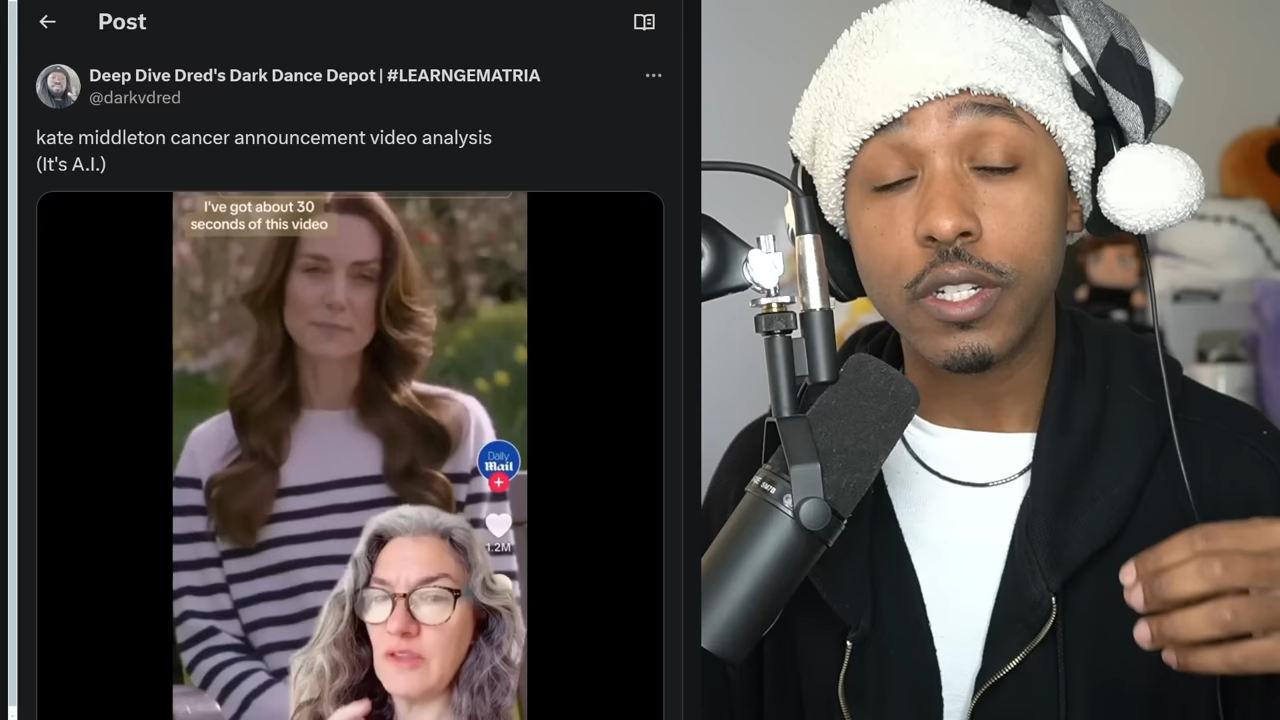 Post
Deep Dive Dred's Dark Dance Depot | #LEARNGEMATRIA
@darkvdred
kate middleton cancer announcement video analysis
(It's A.I.)
I've got about 30
seconds of this video
Daily
Mail
1.2M
SM7B